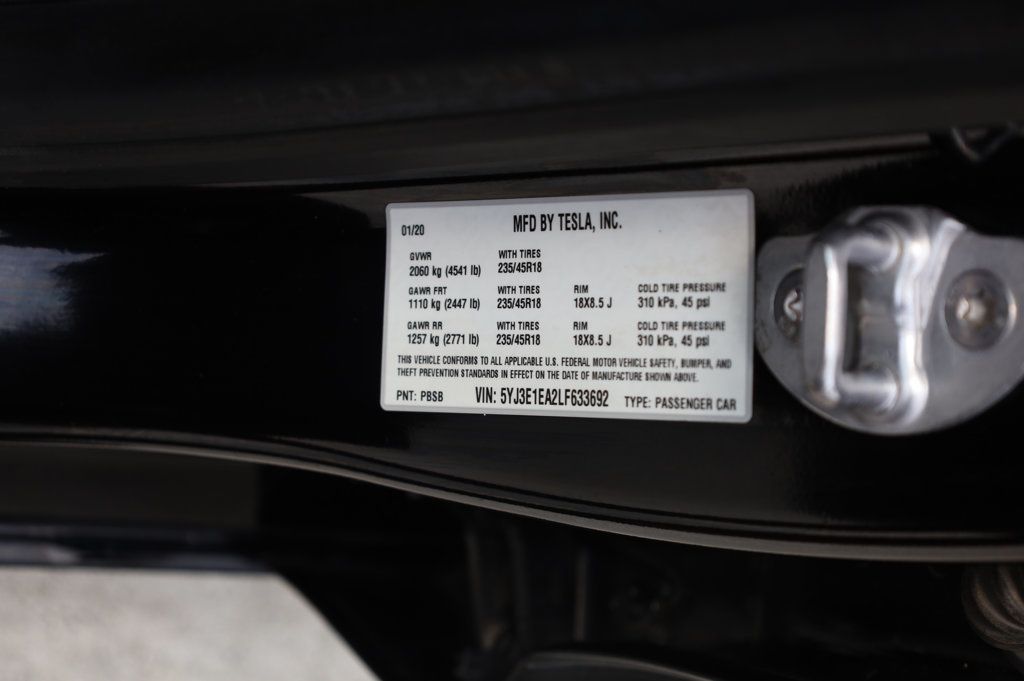 01/20 MFD BY TESLA, INC.
GVWR WITH TIRES
2060 kg (4541 lb) 235/45R18
GAWR FRT WITH TIRES RIM COLD TIRE PRESSURE
1110 kg (2447 lb) 235/45R18 18X8.5 J 310 kPa, 45 psi
GAWR RR WITH TIRES RIM COLD TIRE PRESSURE
1257 kg (2771 lb) 235/45R18 18X8.5 J 310 kPa, 45 psi
THIS VEHICLE CONFORMS TO ALL APPLICABLE U.S. FEDERAL MOTOR VEHICLE SAFETY, BUMPER, AND
THEFT PREVENTION STANDARDS IN EFFECT ON THE DATE OF MANUFACTURE SHOWN ABOVE.
PNT: PBSB VIN: 5YJ3E1EA2LF633692 TYPE: PASSENGER CAR